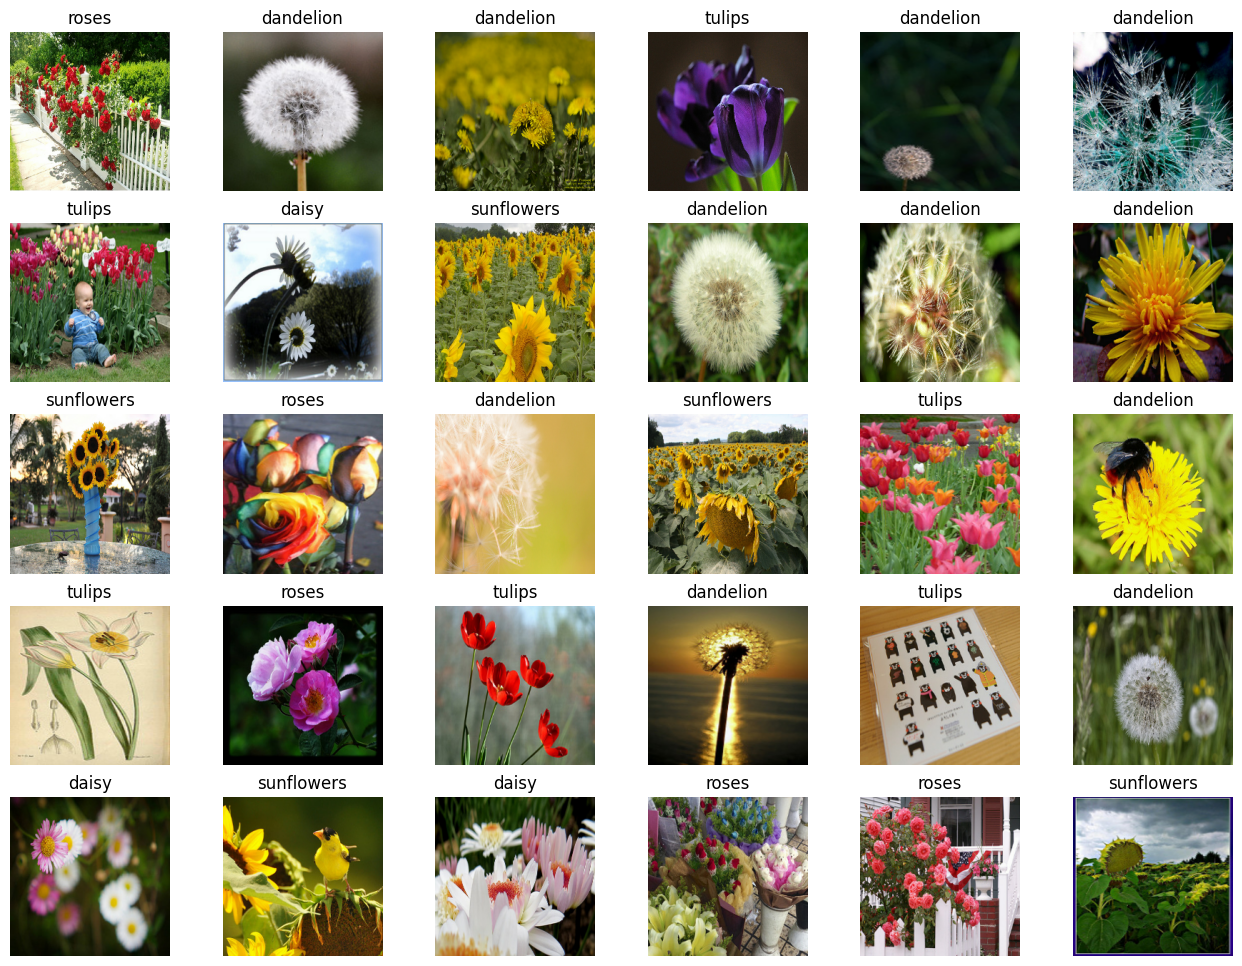 roses dandelion dandelion tulips dandelion dandelion
tulips daisy sunflowers dandelion dandelion dandelion
sunflowers roses dandelion sunflowers tulips dandelion
tulips roses tulips dandelion tulips dandelion
daisy sunflowers daisy roses roses sunflowers